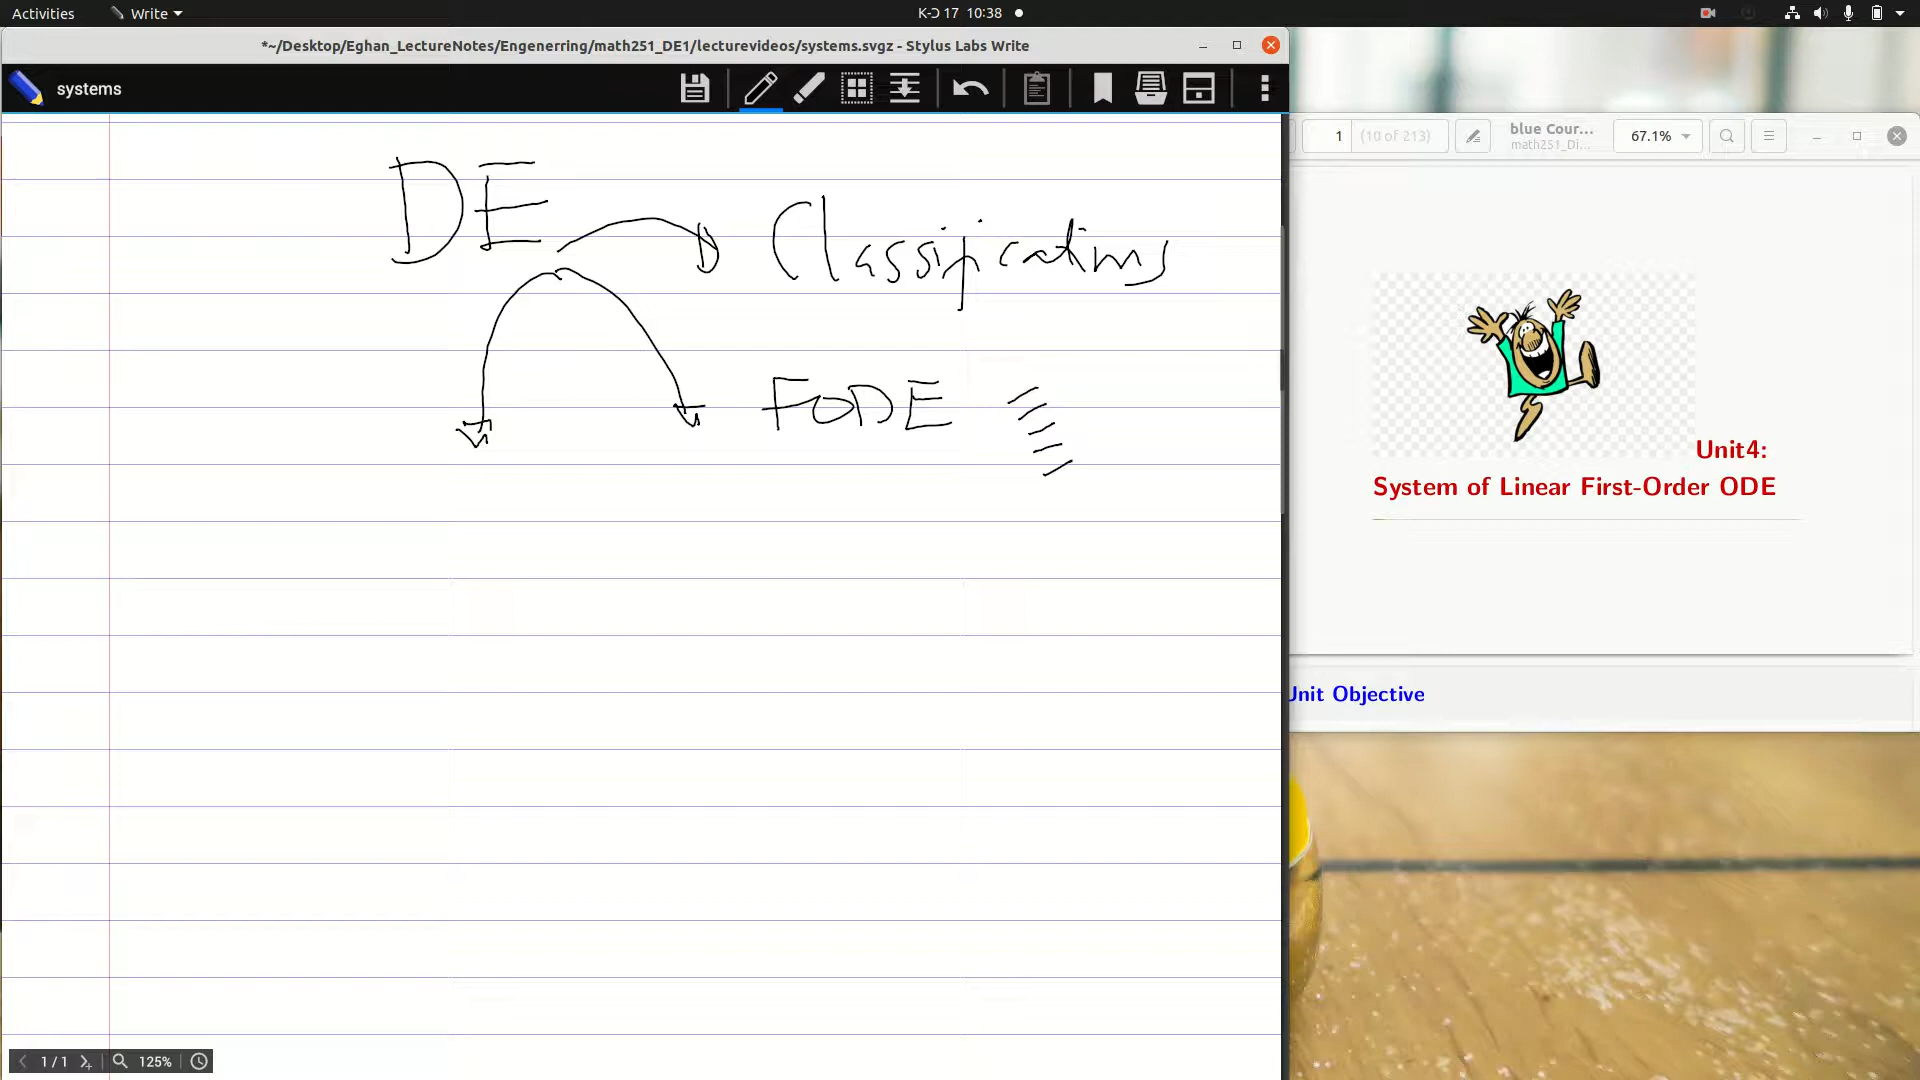 Activities
Write
K-Ɔ 17 10:38
*~/Desktop/Eghan_LectureNotes/Engenerring/math251_DE1/lecturevideos/systems.svgz - Stylus Labs Write
systems
DE
Classifications
FODE
1 / 1
125%
1
(10 of 213)
blue Cour...
math251_Di...
67.1%
Unit4:
System of Linear First-Order ODE
Unit Objective